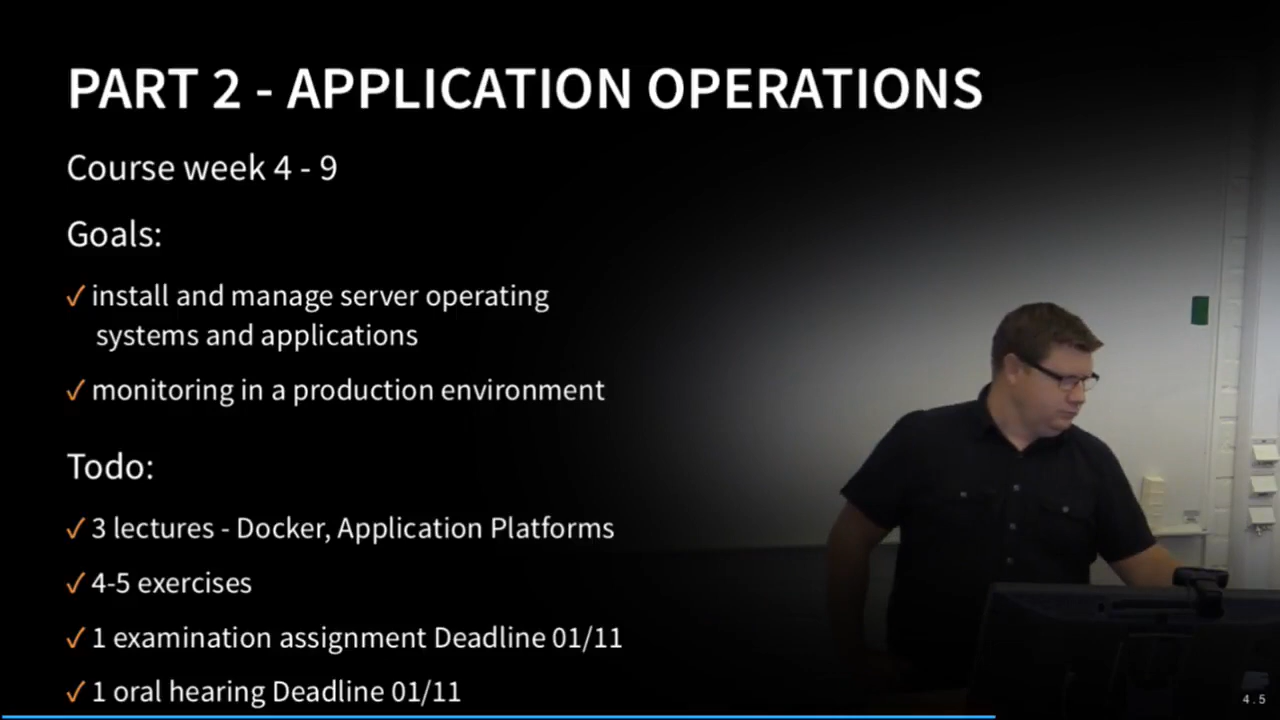 PART 2 - APPLICATION OPERATIONS
Course week 4 - 9
Goals:
✓ install and manage server operating
systems and applications
✓ monitoring in a production environment
Todo:
✓ 3 lectures - Docker, Application Platforms
✓ 4-5 exercises
✓ 1 examination assignment Deadline 01/11
✓ 1 oral hearing Deadline 01/11
4.5